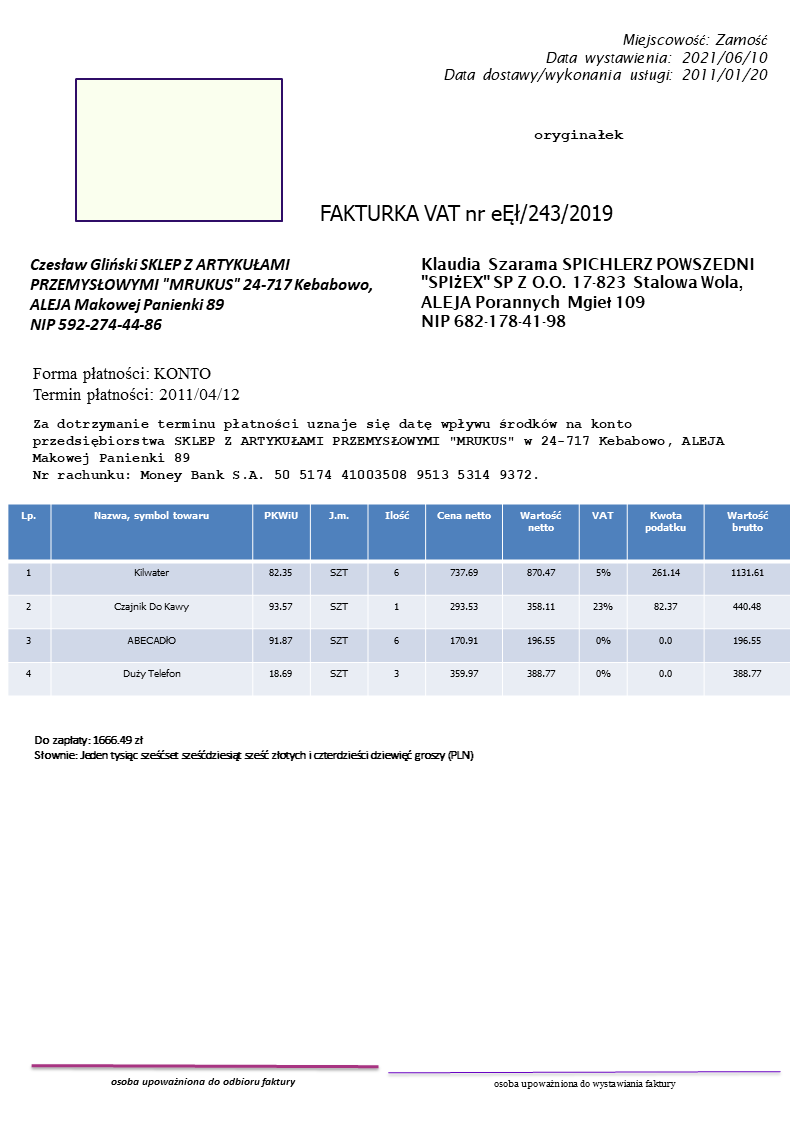 Miejscowość: Zamość
Data wystawienia: 2021/06/10
Data dostawy/wykonania usługi: 2011/01/20
oryginałek
FAKTURKA VAT nr eĘł/243/2019
Czesław Gliński SKLEP Z ARTYKUŁAMI
PRZEMYSŁOWYMI "MRUKUS" 24-717 Kebabowo,
ALEJA Makowej Panienki 89
NIP 592-274-44-86
Klaudia Szarama SPICHLERZ POWSZEDNI
"SPIżEX" SP Z O.O. 17-823 Stalowa Wola,
ALEJA Porannych Mgieł 109
NIP 682-178-41-98
Forma płatności: KONTO
Termin płatności: 2011/04/12
Za dotrzymanie terminu płatności uznaje się datę wpływu środków na konto
przedsiębiorstwa SKLEP Z ARTYKUŁAMI PRZEMYSŁOWYMI "MRUKUS" w 24-717 Kebabowo, ALEJA
Makowej Panienki 89
Nr rachunku: Money Bank S.A. 50 5174 41003508 9513 5314 9372.
Lp. Nazwa, symbol towaru PKWiU J.m. Ilość Cena netto Wartość netto VAT Kwota podatku Wartość brutto
1 Kilwater 82.35 SZT 6 737.69 870.47 5% 261.14 1131.61
2 Czajnik Do Kawy 93.57 SZT 1 293.53 358.11 23% 82.37 440.48
3 ABECADłO 91.87 SZT 6 170.91 196.55 0% 0.0 196.55
4 Duży Telefon 18.69 SZT 3 359.97 388.77 0% 0.0 388.77
Do zapłaty: 1666.49 zł
Słownie: Jeden tysiąc sześćset sześćdziesiąt sześć złotych i czterdzieści dziewięć groszy (PLN)
osoba upoważniona do odbioru faktury
osoba upoważniona do wystawiania faktury